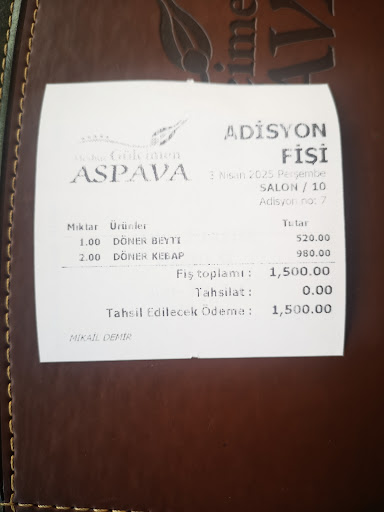 Gölçimen
ASPAVA
ADİSYON
FİŞİ
3 Nisan 2025 Perşembe
SALON / 10
Adisyon no: 7
Miktar Ürünler Tutar
1.00 DÖNER BEYTİ 520.00
2.00 DÖNER KEBAP 980.00
Fiş toplamı : 1,500.00
Tahsilat : 0.00
Tahsil Edilecek Ödeme : 1,500.00
MİKAİL DEMİR